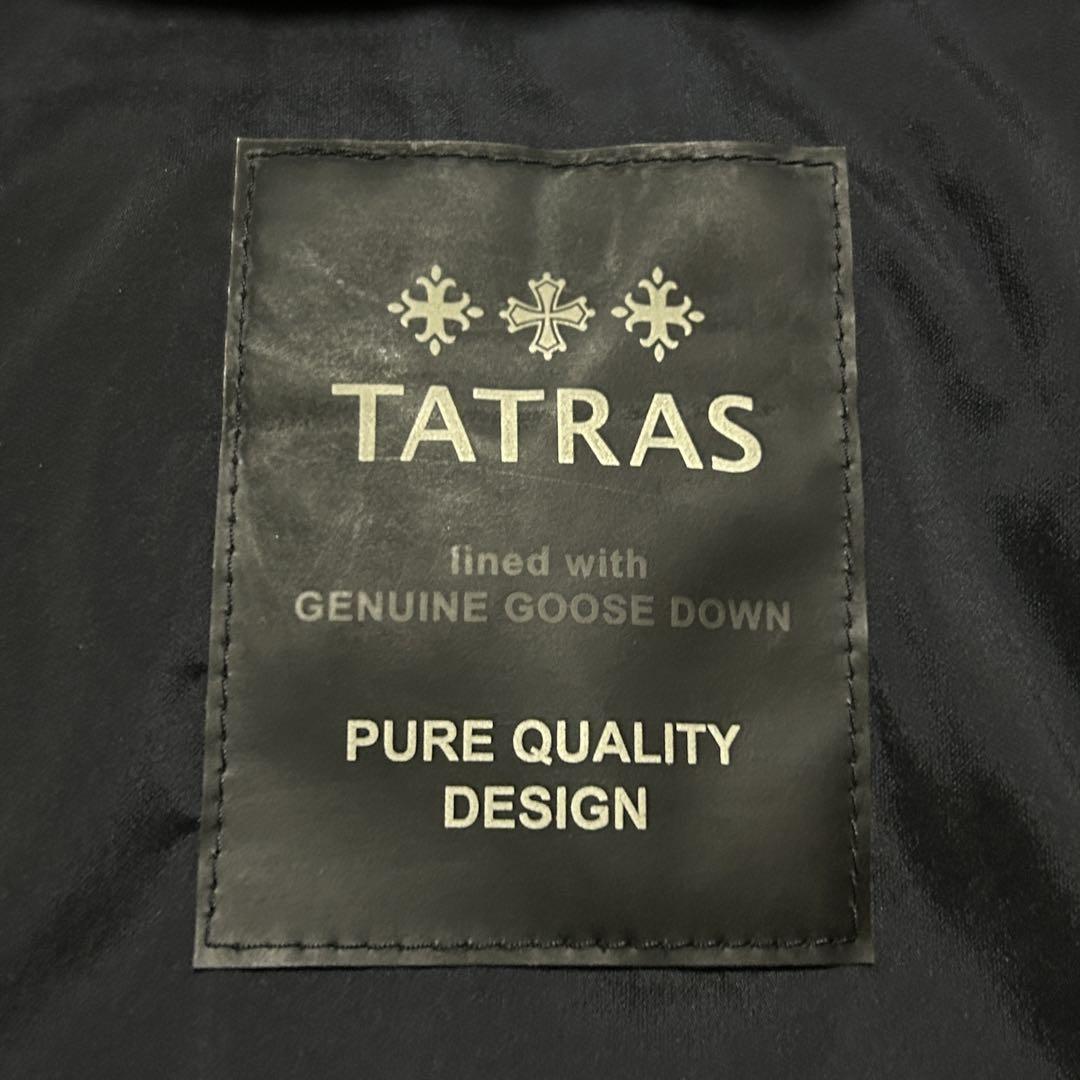 TATRAS
lined with
GENUINE GOOSE DOWN
PURE QUALITY
DESIGN